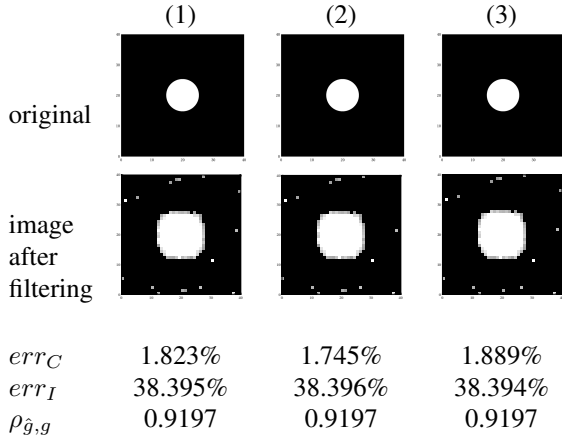 (1) (2) (3)
original
image
after
filtering
err_C 1.823% 1.745% 1.889%
err_I 38.395% 38.396% 38.394%
ρ_ĝ,g 0.9197 0.9197 0.9197